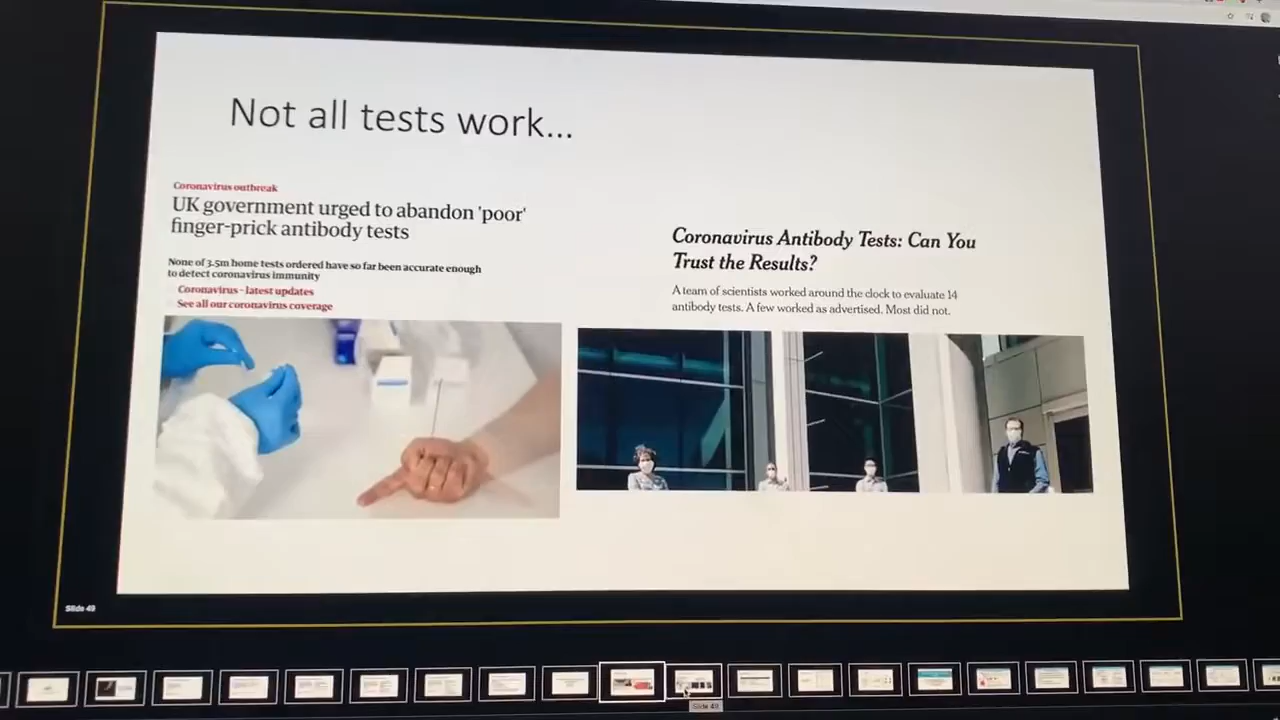 Not all tests work...
Coronavirus outbreak
UK government urged to abandon 'poor'
finger-prick antibody tests
None of 3.5m home tests ordered have so far been accurate enough
to detect coronavirus immunity
Coronavirus - latest updates
See all our coronavirus coverage
Coronavirus Antibody Tests: Can You
Trust the Results?
A team of scientists worked around the clock to evaluate 14
antibody tests. A few worked as advertised. Most did not.
Slide 49
Slide 49